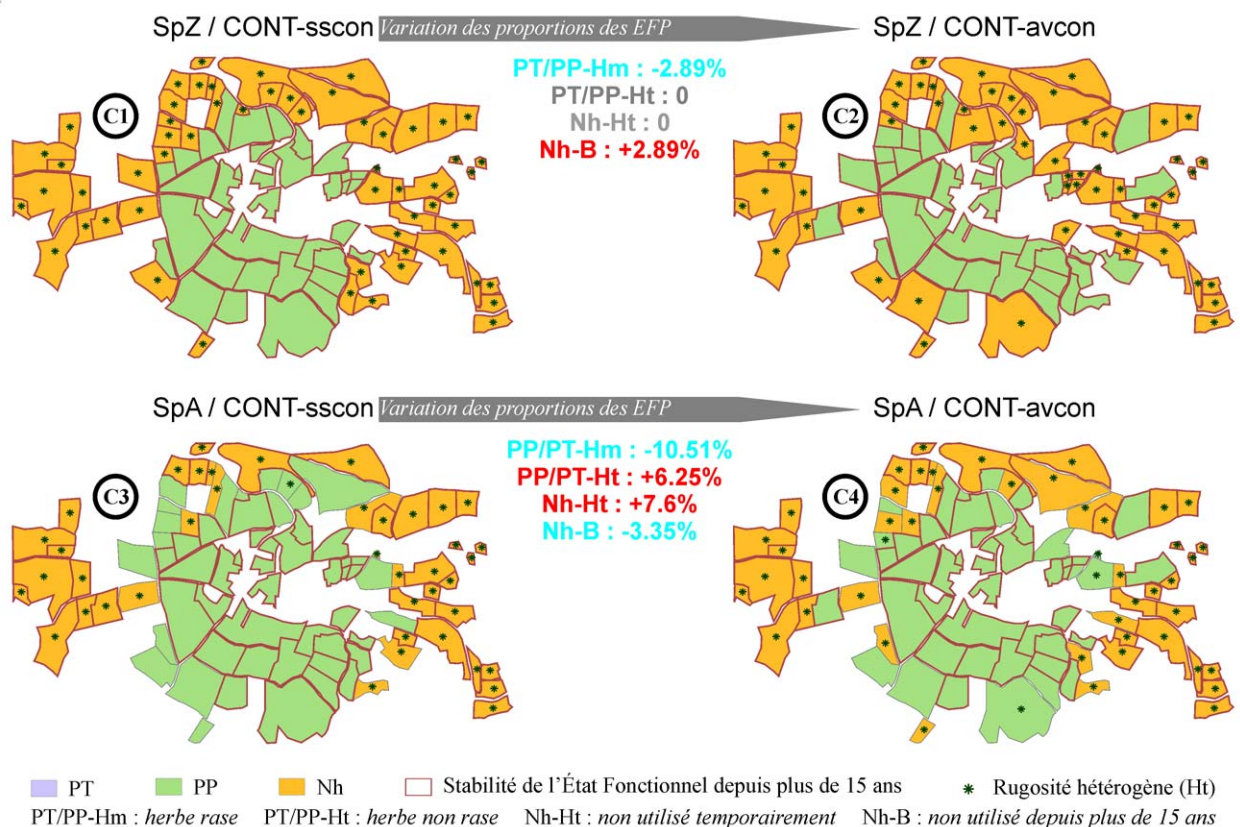 SpZ / CONT-sscon Variation des proportions des EFP SpZ / CONT-avcon
PT/PP-Hm : -2.89%
PT/PP-Ht : 0
Nh-Ht : 0
Nh-B : +2.89%
C1
C2
SpA / CONT-sscon Variation des proportions des EFP SpA / CONT-avcon
PP/PT-Hm : -10.51%
PP/PT-Ht : +6.25%
Nh-Ht : +7.6%
Nh-B : -3.35%
C3
C4
PT PP Nh Stabilité de l'État Fonctionnel depuis plus de 15 ans Rugosité hétérogène (Ht)
PT/PP-Hm : herbe rase PT/PP-Ht : herbe non rase Nh-Ht : non utilisé temporairement Nh-B : non utilisé depuis plus de 15 ans